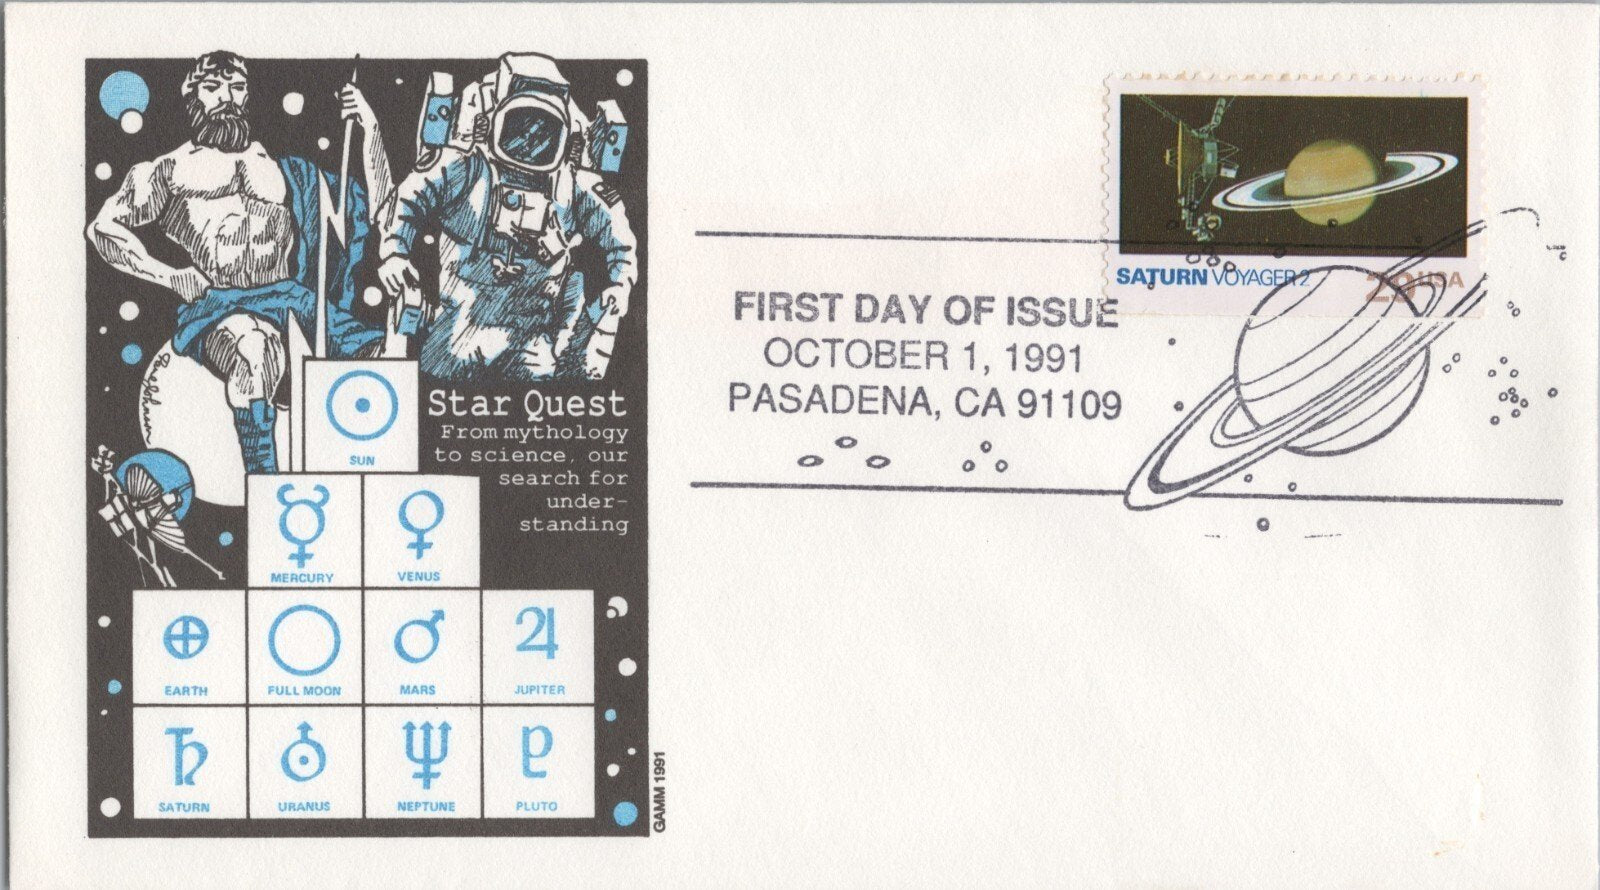 Star Quest
From mythology
to science, our
search for
under-
standing
SUN
MERCURY
VENUS
EARTH
FULL MOON
MARS
JUPITER
SATURN
URANUS
NEPTUNE
PLUTO
GAMM 1991
SATURN VOYAGER 2
29 USA
FIRST DAY OF ISSUE
OCTOBER 1, 1991
PASADENA, CA 91109